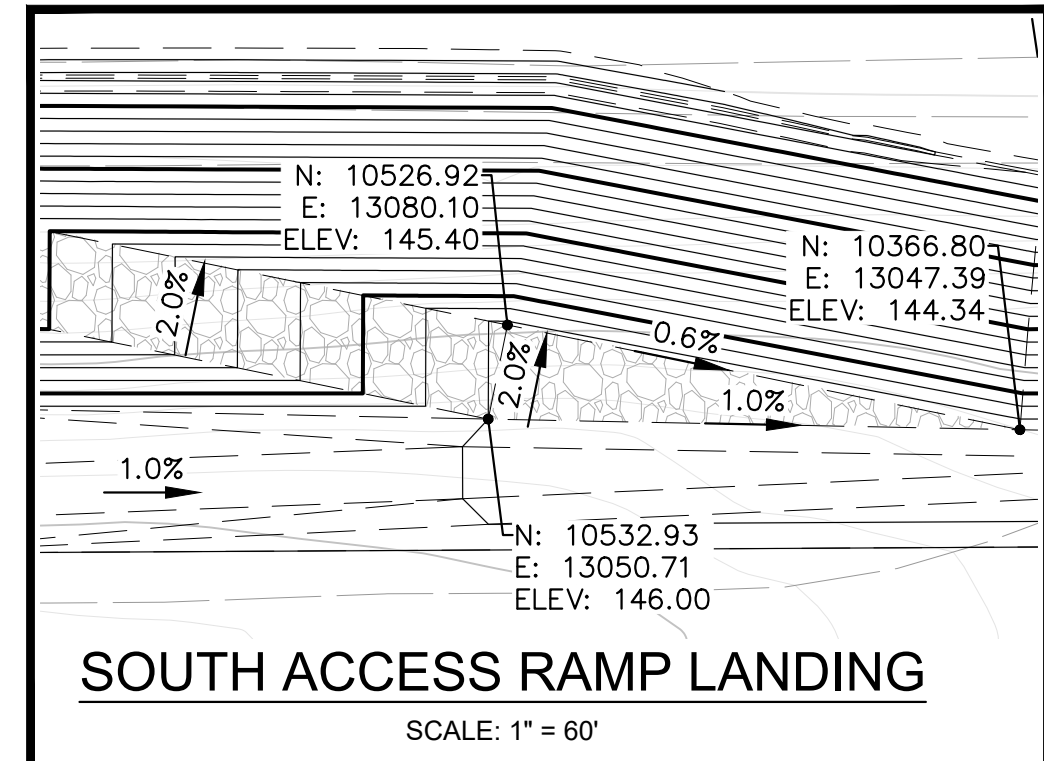 N: 10526.92
E: 13080.10
ELEV: 145.40
N: 10366.80
E: 13047.39
ELEV: 144.34
2.0%
0.6%
2.0%
1.0%
1.0%
N: 10532.93
E: 13050.71
ELEV: 146.00
SOUTH ACCESS RAMP LANDING
SCALE: 1" = 60'